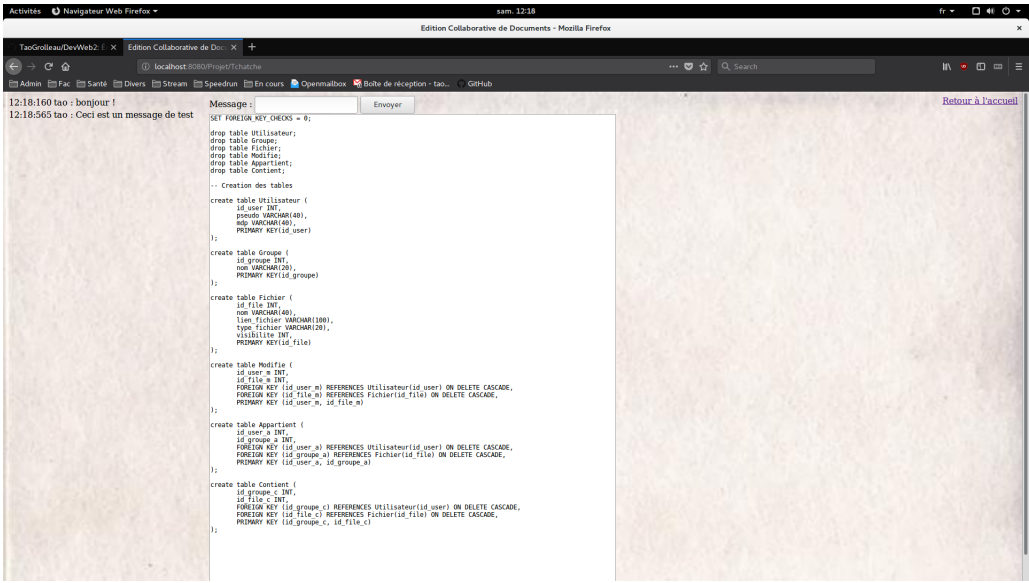 Activités Navigateur Web Firefox sam. 12:18 fr
Edition Collaborative de Documents - Mozilla Firefox
TaoGrolleau/DevWeb2: Edition Collaborative de Doc
localhost:8080/Projet/Tchatche Search
Admin Fac Santé Divers Stream Speedrun En cours Openmailbox Boîte de réception - tao... GitHub
12:18:160 tao : bonjour !
12:18:565 tao : Ceci est un message de test
Message : Envoyer
Retour à l'accueil
SET FOREIGN_KEY_CHECKS = 0;
drop table Utilisateur;
drop table Groupe;
drop table Fichier;
drop table Modifie;
drop table Appartient;
drop table Contient;
-- Creation des tables
create table Utilisateur (
id_user INT,
pseudo VARCHAR(40),
mdp VARCHAR(40),
PRIMARY KEY(id_user)
);
create table Groupe (
id_groupe INT,
nom VARCHAR(20),
PRIMARY KEY(id_groupe)
);
create table Fichier (
id_file INT,
nom VARCHAR(40),
lien_fichier VARCHAR(100),
type_fichier VARCHAR(20),
visibilite INT,
PRIMARY KEY(id_file)
);
create table Modifie (
id_user_m INT,
id_file_m INT,
FOREIGN KEY (id_user_m) REFERENCES Utilisateur(id_user) ON DELETE CASCADE,
FOREIGN KEY (id_file_m) REFERENCES Fichier(id_file) ON DELETE CASCADE,
PRIMARY KEY (id_user_m, id_file_m)
);
create table Appartient (
id_user_a INT,
id_groupe_a INT,
FOREIGN KEY (id_user_a) REFERENCES Utilisateur(id_user) ON DELETE CASCADE,
FOREIGN KEY (id_groupe_a) REFERENCES Fichier(id_file) ON DELETE CASCADE,
PRIMARY KEY (id_user_a, id_groupe_a)
);
create table Contient (
id_groupe_c INT,
id_file_c INT,
FOREIGN KEY (id_groupe_c) REFERENCES Utilisateur(id_user) ON DELETE CASCADE,
FOREIGN KEY (id_file_c) REFERENCES Fichier(id_file) ON DELETE CASCADE,
PRIMARY KEY (id_groupe_c, id_file_c)
);